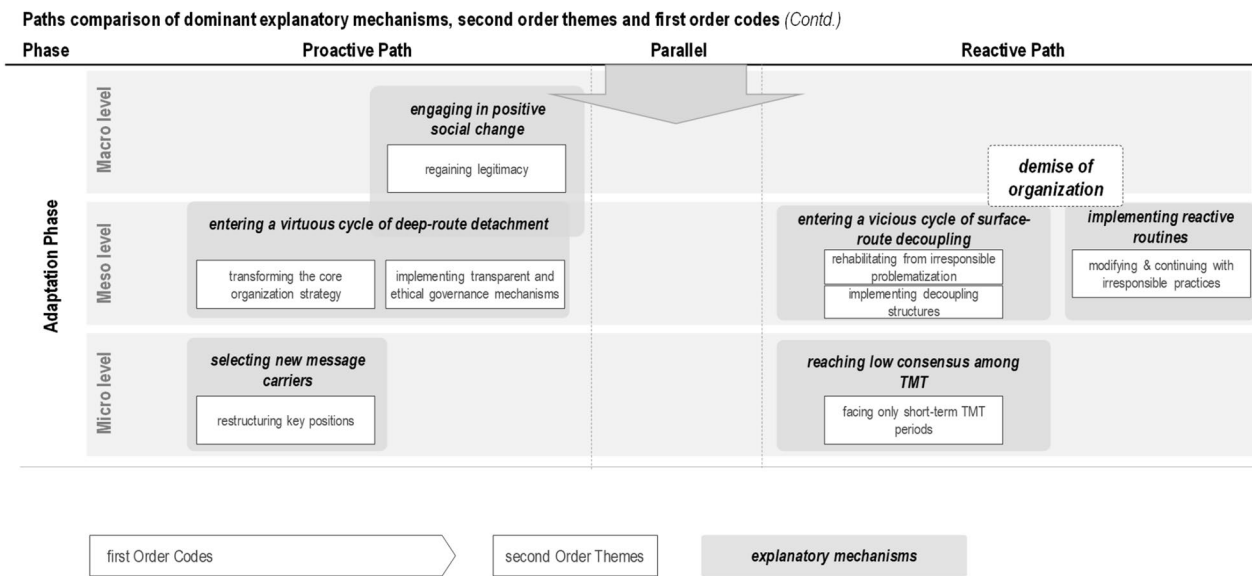 Paths comparison of dominant explanatory mechanisms, second order themes and first order codes (Contd.)
Phase
Proactive Path
Parallel
Reactive Path
Adaptation Phase
Macro level
engaging in positive
social change
regaining legitimacy
demise of
organization
Meso level
entering a virtuous cycle of deep-route detachment
transforming the core
organization strategy
implementing transparent and
ethical governance mechanisms
entering a vicious cycle of surface-
route decoupling
rehabilitating from irresponsible
problematization
implementing decoupling
structures
implementing reactive
routines
modifying & continuing with
irresponsible practices
Micro level
selecting new message
carriers
restructuring key positions
reaching low consensus among
TMT
facing only short-term TMT
periods
first Order Codes
second Order Themes
explanatory mechanisms